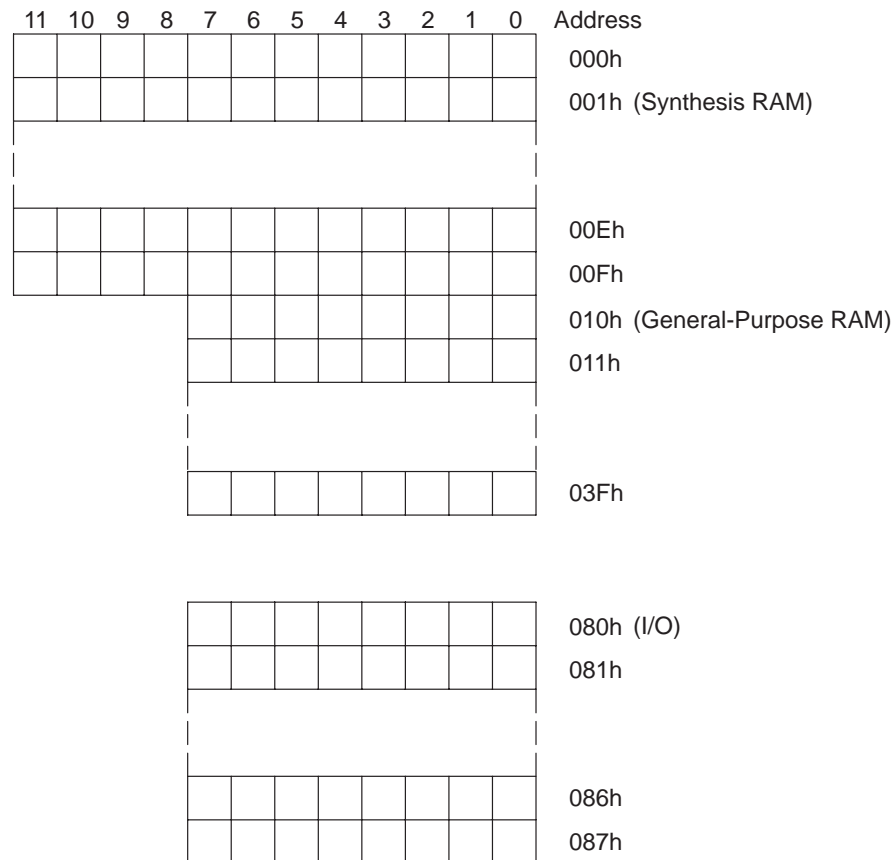 11 10 9 8 7 6 5 4 3 2 1 0 Address
000h
001h (Synthesis RAM)
00Eh
00Fh
010h (General-Purpose RAM)
011h
03Fh
080h (I/O)
081h
086h
087h